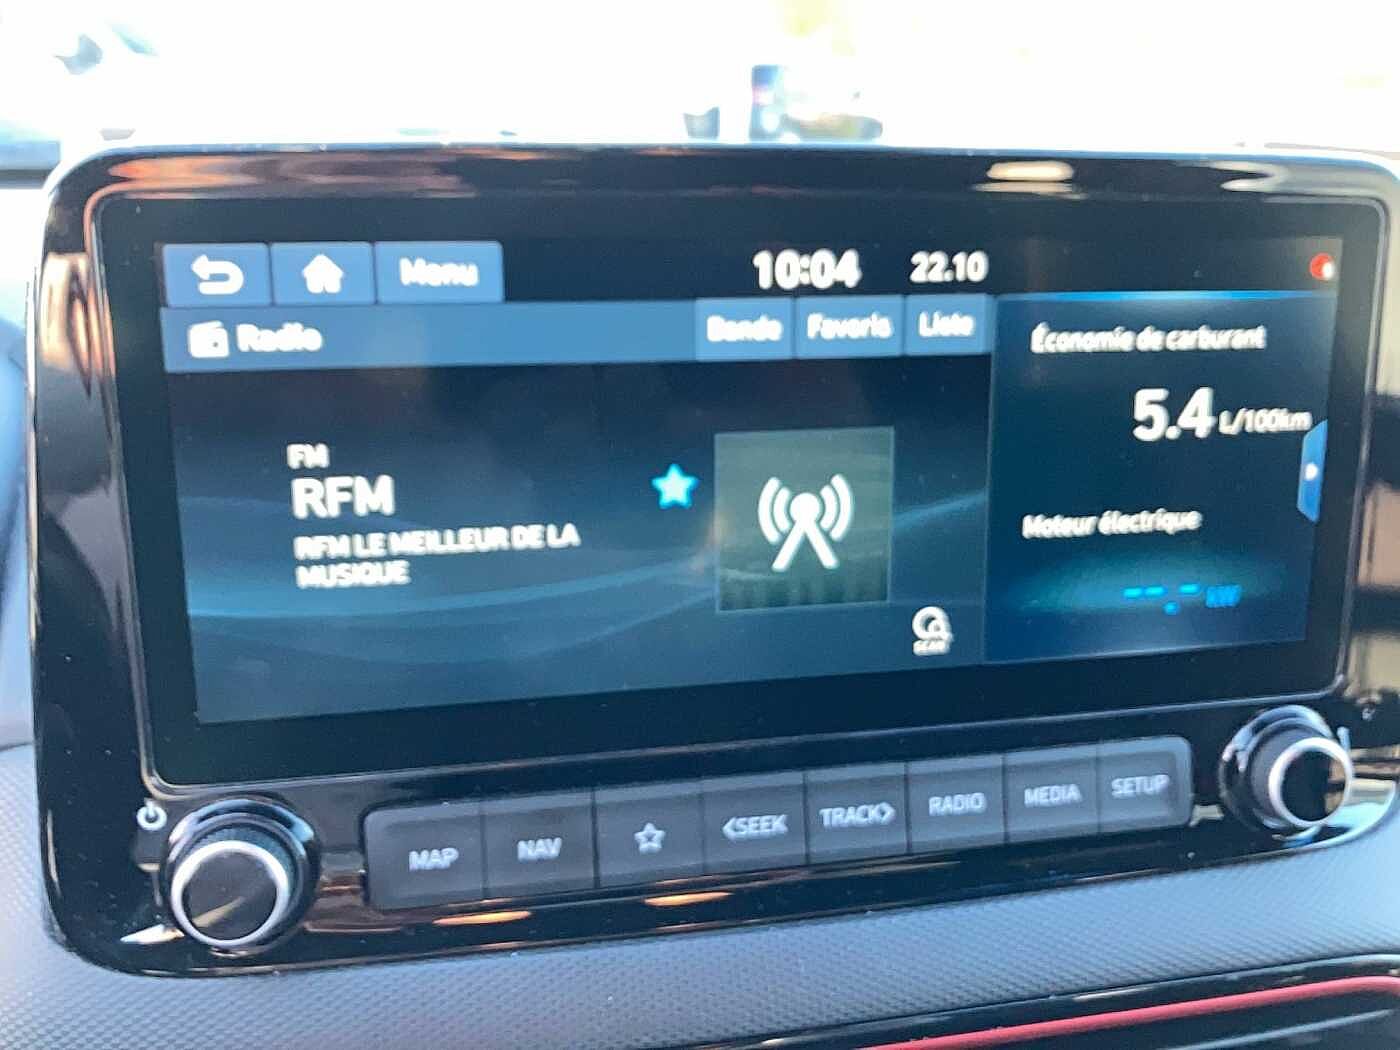 Menu
10:04
22.10
Radio
Bande
Favoris
Liste
FM
RFM
RFM LE MEILLEUR DE LA
MUSIQUE
Économie de carburant
5.4 L/100km
Moteur électrique
--.- kW
MAP
NAV
<SEEK
TRACK>
RADIO
MEDIA
SETUP